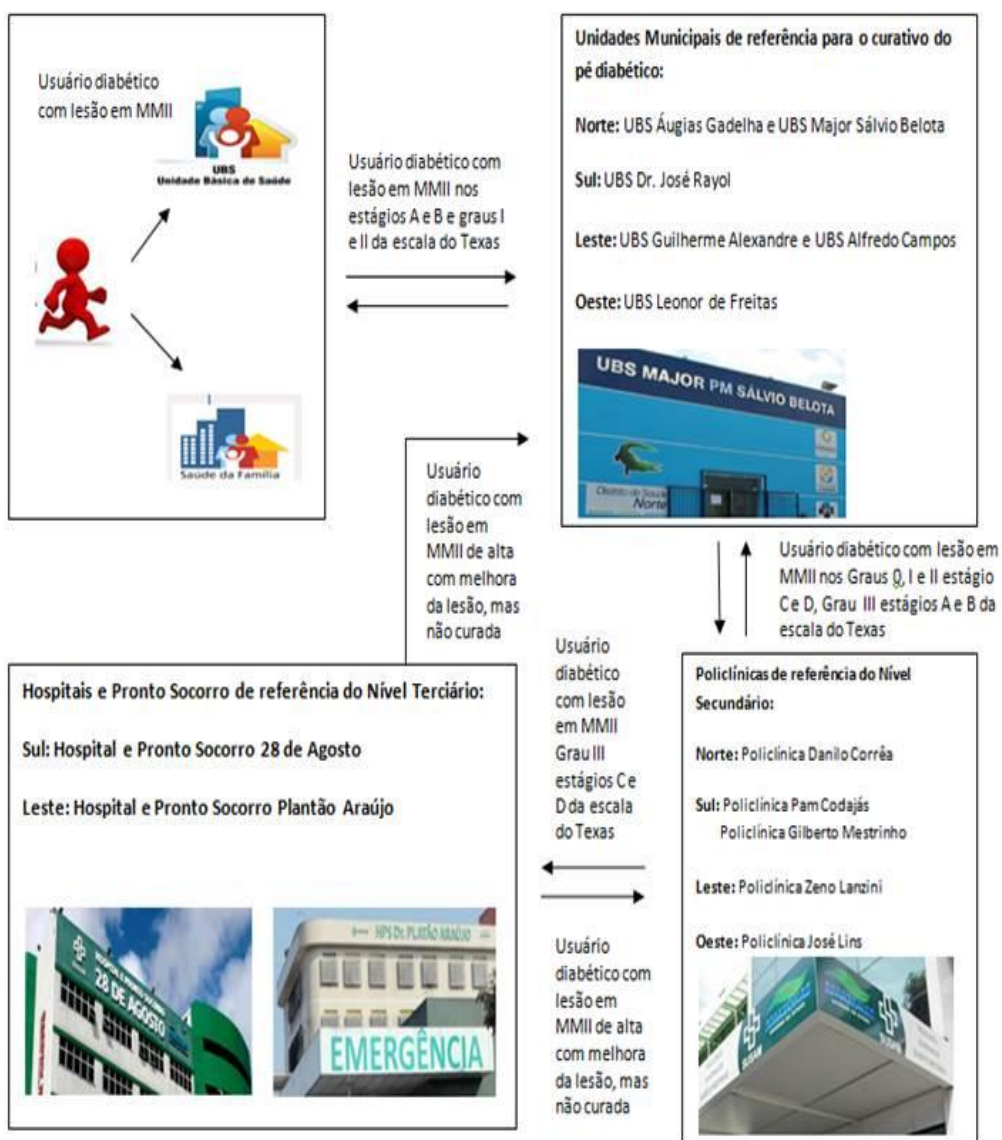 Usuário diabético
com lesão em MMII
UBS
Unidade Básica de Saúde
Saúde da Família
Usuário diabético com
lesão em MMII nos
estágios A e B e graus I
e II da escala do Texas
Unidades Municipais de referência para o curativo do
pé diabético:
Norte: UBS Áugias Gadelha e UBS Major Sálvio Belota
Sul: UBS Dr. José Rayol
Leste: UBS Guilherme Alexandre e UBS Alfredo Campos
Oeste: UBS Leonor de Freitas
UBS MAJOR PM SÁLVIO BELOTA
Distrito de Saúde
Norte
Usuário
diabético com
lesão em
MMII de alta
com melhora
da lesão, mas
não curada
Usuário diabético com lesão em
MMII nos Graus 0, I e II estágio
C e D, Grau III estágios A e B da
escala do Texas
Hospitais e Pronto Socorro de referência do Nível Terciário:
Sul: Hospital e Pronto Socorro 28 de Agosto
Leste: Hospital e Pronto Socorro Plantão Araújo
HOSPITAL E PRONTO SOCORRO
28 DE AGOSTO
HPS Dr. PLATÃO ARAÚJO
EMERGÊNCIA
Usuário
diabético
com lesão
em MMII
Grau III
estágios C e
D da escala
do Texas
Usuário
diabético com
lesão em
MMII de alta
com melhora
da lesão, mas
não curada
Policlínicas de referência do Nível
Secundário:
Norte: Policlínica Danilo Corrêa
Sul: Policlínica Pam Codajás
Policlínica Gilberto Mestrinho
Leste: Policlínica Zeno Lanzini
Oeste: Policlínica José Lins
SUSAM
SUSAM